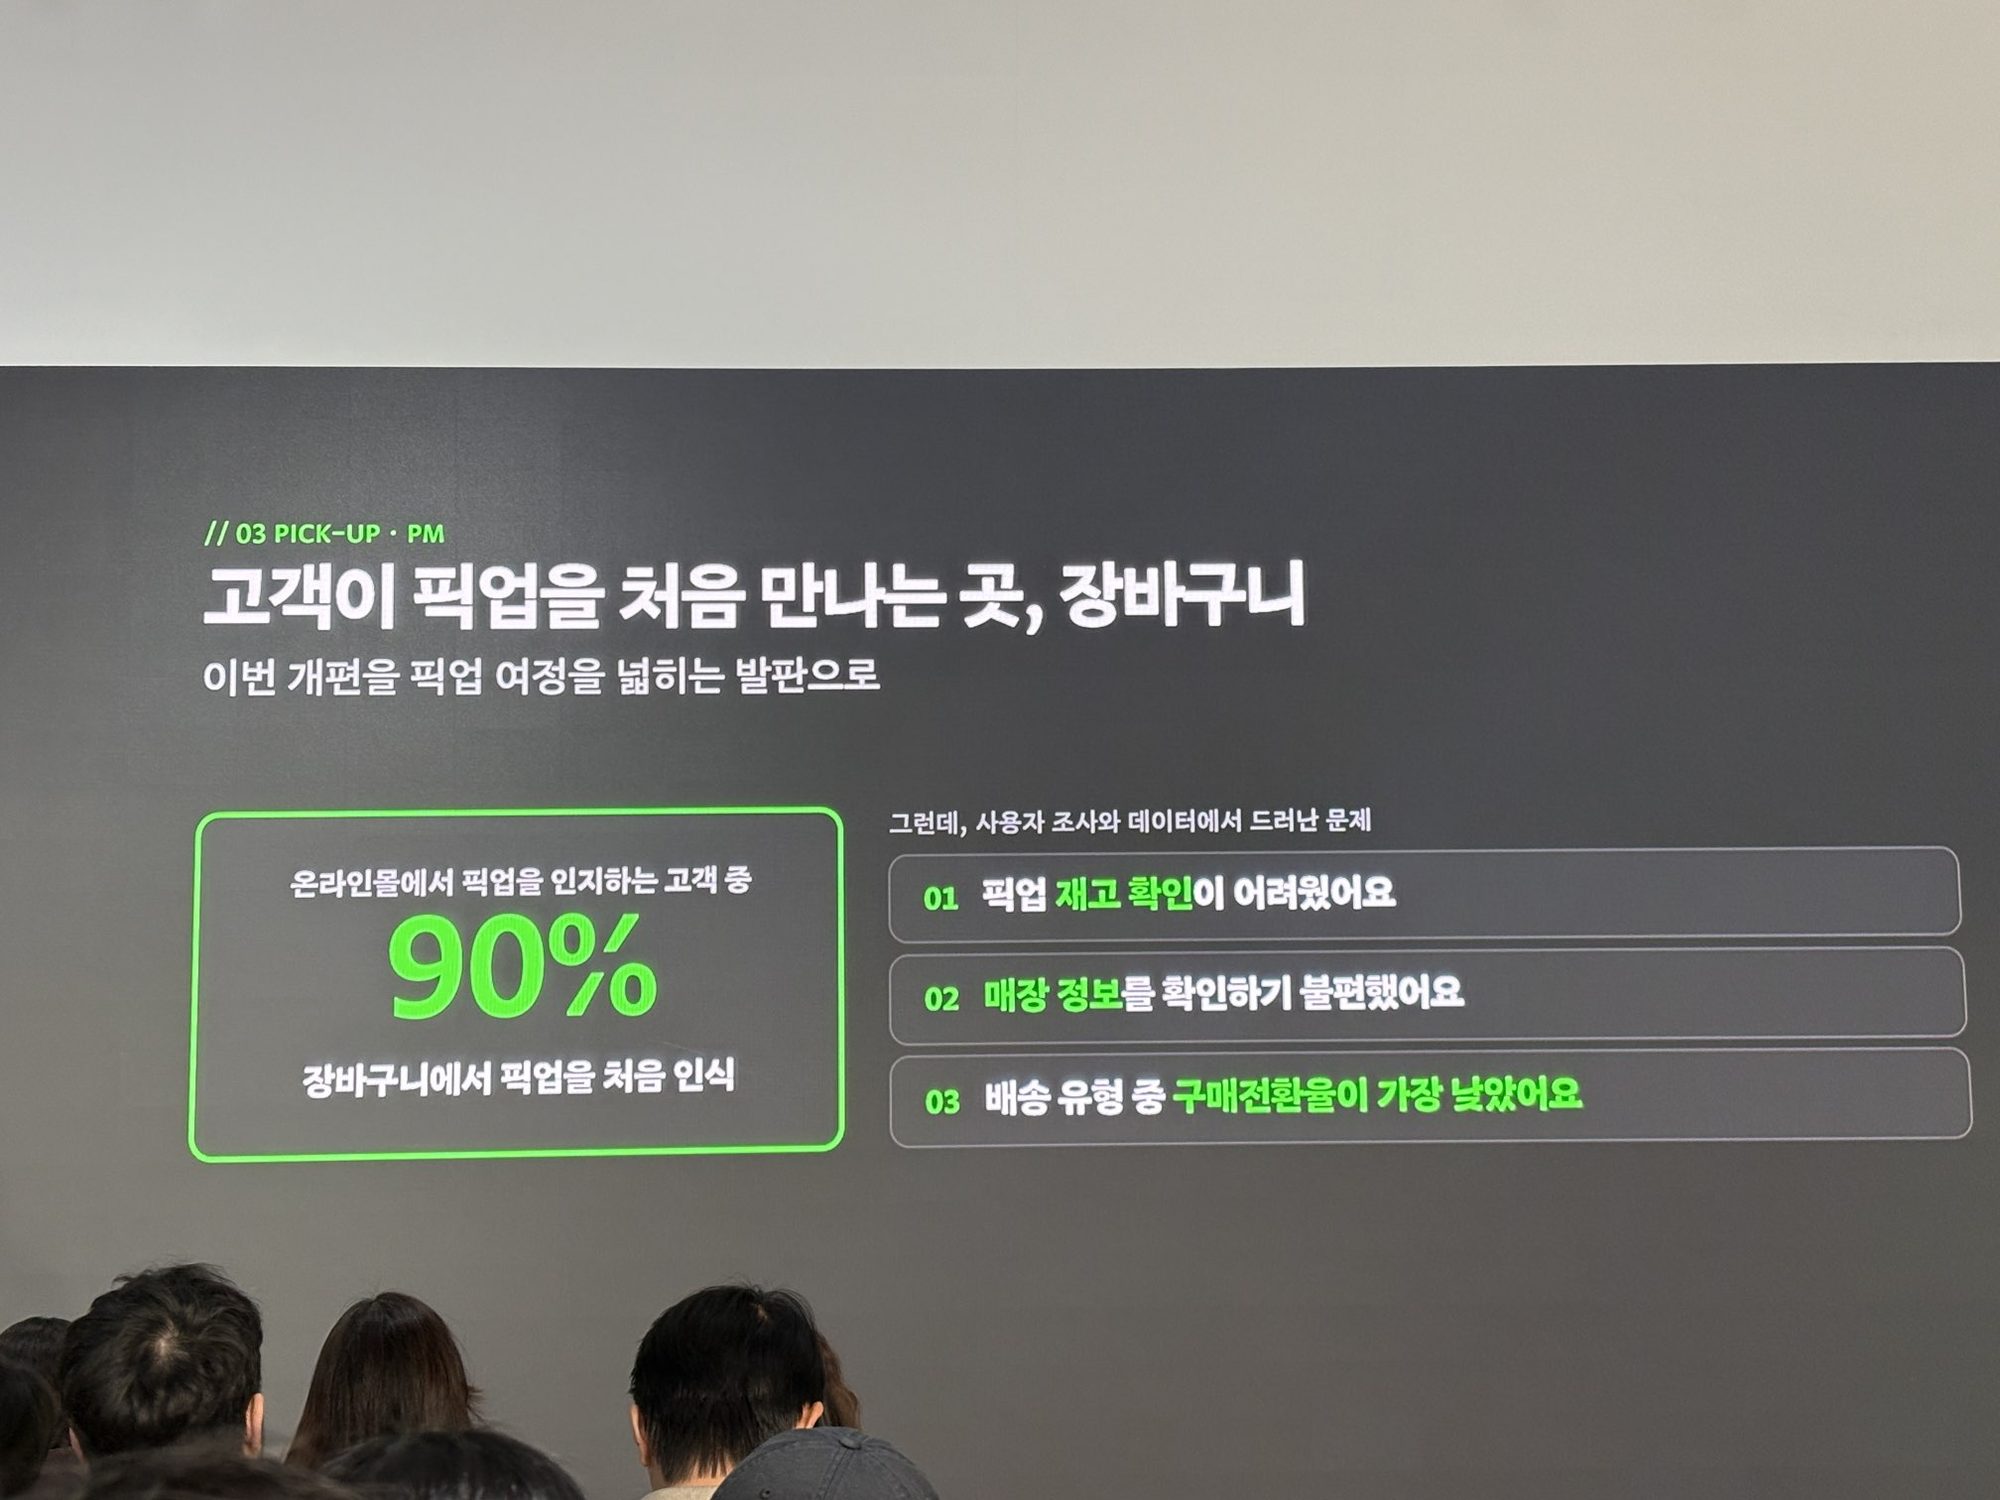 // 03 PICK-UP · PM
고객이 픽업을 처음 만나는 곳, 장바구니
이번 개편을 픽업 여정을 넓히는 발판으로
온라인몰에서 픽업을 인지하는 고객 중
90%
장바구니에서 픽업을 처음 인식
그런데, 사용자 조사와 데이터에서 드러난 문제
01 픽업 재고 확인이 어려웠어요
02 매장 정보를 확인하기 불편했어요
03 배송 유형 중 구매전환율이 가장 낮았어요